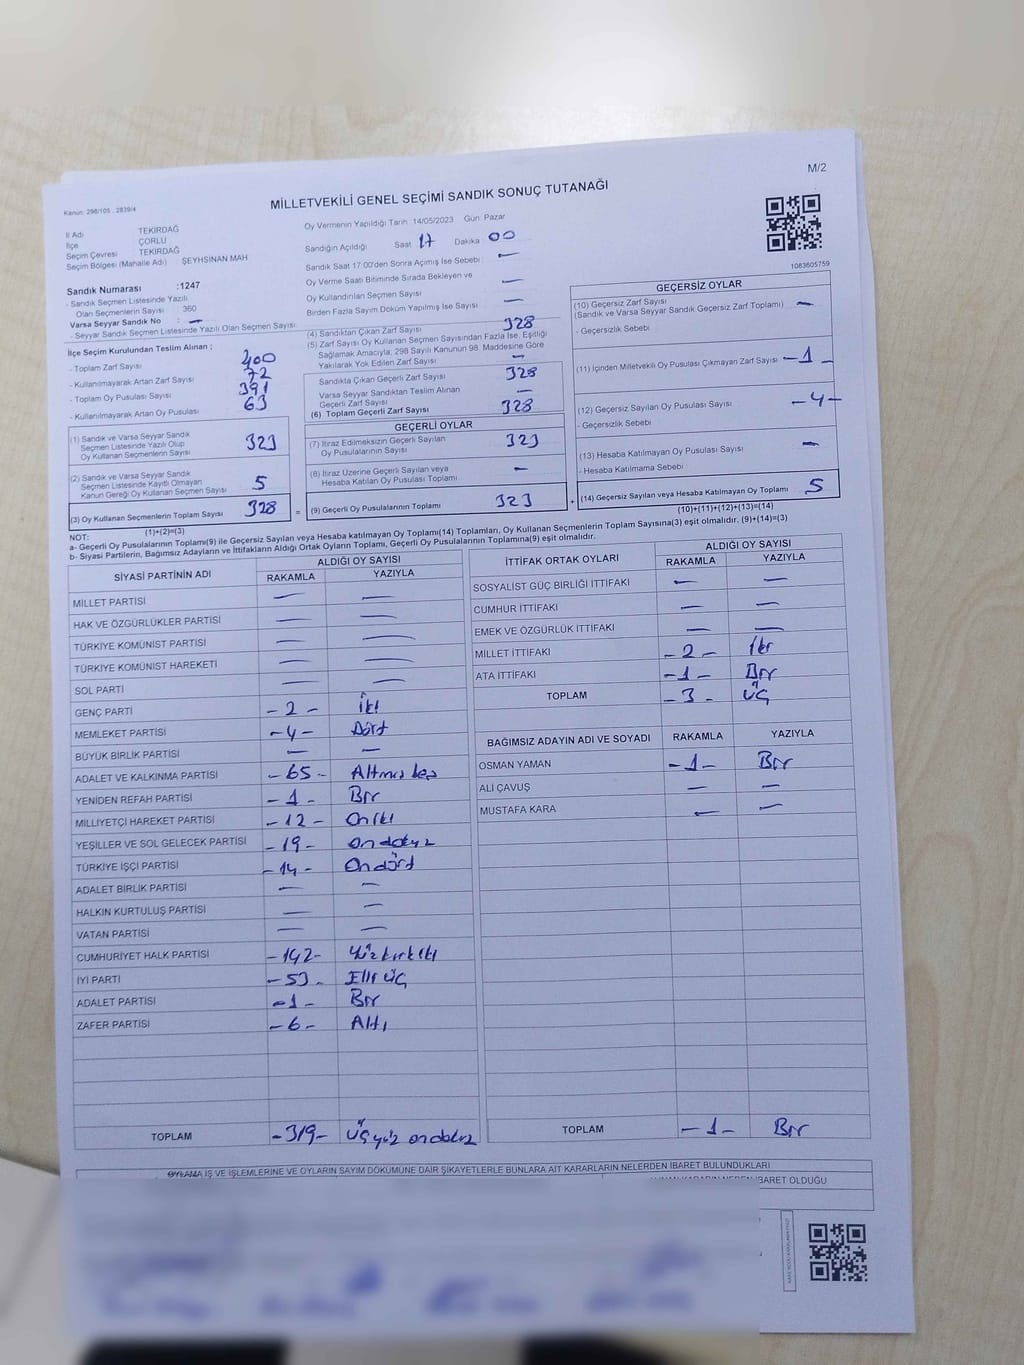 M/2
MİLLETVEKİLİ GENEL SEÇİMİ SANDIK SONUÇ TUTANAĞI
Kanun: 298/105 , 2839/4
İl Adı TEKİRDAĞ
İlçe ÇORLU
Seçim Çevresi TEKİRDAĞ
Seçim Bölgesi (Mahalle Adı) ŞEYHSİNAN MAH
Sandık Numarası :1247
- Sandık Seçmen Listesinde Yazılı
Olan Seçmenlerin Sayısı 360
Varsa Seyyar Sandık No : —
- Seyyar Sandık Seçmen Listesinde Yazılı Olan Seçmen Sayısı:
İlçe Seçim Kurulundan Teslim Alınan ;
- Toplam Zarf Sayısı 400
- Kullanılmayarak Artan Zarf Sayısı 72
- Toplam Oy Pusulası Sayısı 391
- Kullanılmayarak Artan Oy Pusulası 63
Oy Vermenin Yapıldığı Tarih 14/05/2023 Gün: Pazar
Sandığın Açıldığı Saat 17 Dakika 00
Sandık Saat 17:00'den Sonra Açılmış İse Sebebi : —
Oy Verme Saati Bitiminde Sırada Bekleyen ve
Oy Kullandırılan Seçmen Sayısı —
Birden Fazla Sayım Döküm Yapılmış İse Sayısı —
(4) Sandıktan Çıkan Zarf Sayısı 328
(5) Zarf Sayısı Oy Kullanan Seçmen Sayısından Fazla İse, Eşitliği
Sağlamak Amacıyla; 298 Sayılı Kanunun 98. Maddesine Göre
Yakılarak Yok Edilen Zarf Sayısı —
Sandıkta Çıkan Geçerli Zarf Sayısı 328
Varsa Seyyar Sandıktan Teslim Alınan
Geçerli Zarf Sayısı —
(6) Toplam Geçerli Zarf Sayısı 328
1083605759
GEÇERSİZ OYLAR
(10) Geçersiz Zarf Sayısı —
(Sandık ve Varsa Seyyar Sandık Geçersiz Zarf Toplamı)
- Geçersizlik Sebebi
(11) İçinden Milletvekili Oy Pusulası Çıkmayan Zarf Sayısı -1-
(12) Geçersiz Sayılan Oy Pusulası Sayısı -4-
- Geçersizlik Sebebi
(13) Hesaba Katılmayan Oy Pusulası Sayısı —
- Hesaba Katılmama Sebebi
(14) Geçersiz Sayılan veya Hesaba Katılmayan Oy Toplamı 5
(10)+(11)+(12)+(13)=(14)
(1) Sandık ve Varsa Seyyar Sandık
Seçmen Listesinde Yazılı Olup
Oy Kullanan Seçmenlerin Sayısı 323
(2) Sandık ve Varsa Seyyar Sandık
Seçmen Listesinde Kayıtlı Olmayan
Kanun Gereği Oy Kullanan Seçmen Sayısı 5
(3) Oy Kullanan Seçmenlerin Toplam Sayısı 328
(1)+(2)=(3)
GEÇERLİ OYLAR
(7) İtiraz Edilmeksizin Geçerli Sayılan
Oy Pusulalarının Sayısı 323
(8) İtiraz Üzerine Geçerli Sayılan veya
Hesaba Katılan Oy Pusulası Toplamı —
= (9) Geçerli Oy Pusulalarının Toplamı 323 +
NOT:
a- Geçerli Oy Pusulalarının Toplamı(9) ile Geçersiz Sayılan veya Hesaba katılmayan Oy Toplamı(14) Toplamları, Oy Kullanan Seçmenlerin Toplam Sayısına(3) eşit olmalıdır. (9)+(14)=(3)
b- Siyasi Partilerin, Bağımsız Adayların ve İttifakların Aldığı Ortak Oyların Toplamı, Geçerli Oy Pusulalarının Toplamına(9) eşit olmalıdır.
SİYASİ PARTİNİN ADI ALDIĞI OY SAYISI
RAKAMLA YAZIYLA
MİLLET PARTİSİ — —
HAK VE ÖZGÜRLÜKLER PARTİSİ — —
TÜRKİYE KOMÜNİST PARTİSİ — —
TÜRKİYE KOMÜNİST HAREKETİ — —
SOL PARTİ — —
GENÇ PARTİ -2- İki
MEMLEKET PARTİSİ -4- Dört
BÜYÜK BİRLİK PARTİSİ — —
ADALET VE KALKINMA PARTİSİ -65- Altmış beş
YENİDEN REFAH PARTİSİ -1- Bir
MİLLİYETÇİ HAREKET PARTİSİ -12- Oniki
YEŞİLLER VE SOL GELECEK PARTİSİ -19- on dokuz
TÜRKİYE İŞÇİ PARTİSİ -14- On dört
ADALET BİRLİK PARTİSİ — —
HALKIN KURTULUŞ PARTİSİ — —
VATAN PARTİSİ — —
CUMHURİYET HALK PARTİSİ -142- Yüz kırk iki
İYİ PARTİ -53- Elli üç
ADALET PARTİSİ -1- Bir
ZAFER PARTİSİ -6- Altı
TOPLAM -319- üç yüz on dokuz
İTTİFAK ORTAK OYLARI ALDIĞI OY SAYISI
RAKAMLA YAZIYLA
SOSYALİST GÜÇ BİRLİĞİ İTTİFAKI — —
CUMHUR İTTİFAKI — —
EMEK VE ÖZGÜRLÜK İTTİFAKI — —
MİLLET İTTİFAKI -2- İki
ATA İTTİFAKI -1- Bir
TOPLAM -3- Üç
BAĞIMSIZ ADAYIN ADI VE SOYADI RAKAMLA YAZIYLA
OSMAN YAMAN -1- Bir
ALİ ÇAVUŞ — —
MUSTAFA KARA — —
TOPLAM -1- Bir
OYLAMA İŞ VE İŞLEMLERİNE VE OYLARIN SAYIM DÖKÜMÜNE DAİR ŞİKAYETLERLE BUNLARA AİT KARARLARIN NELERDEN İBARET BULUNDUKLARI
İBARET OLDUĞU